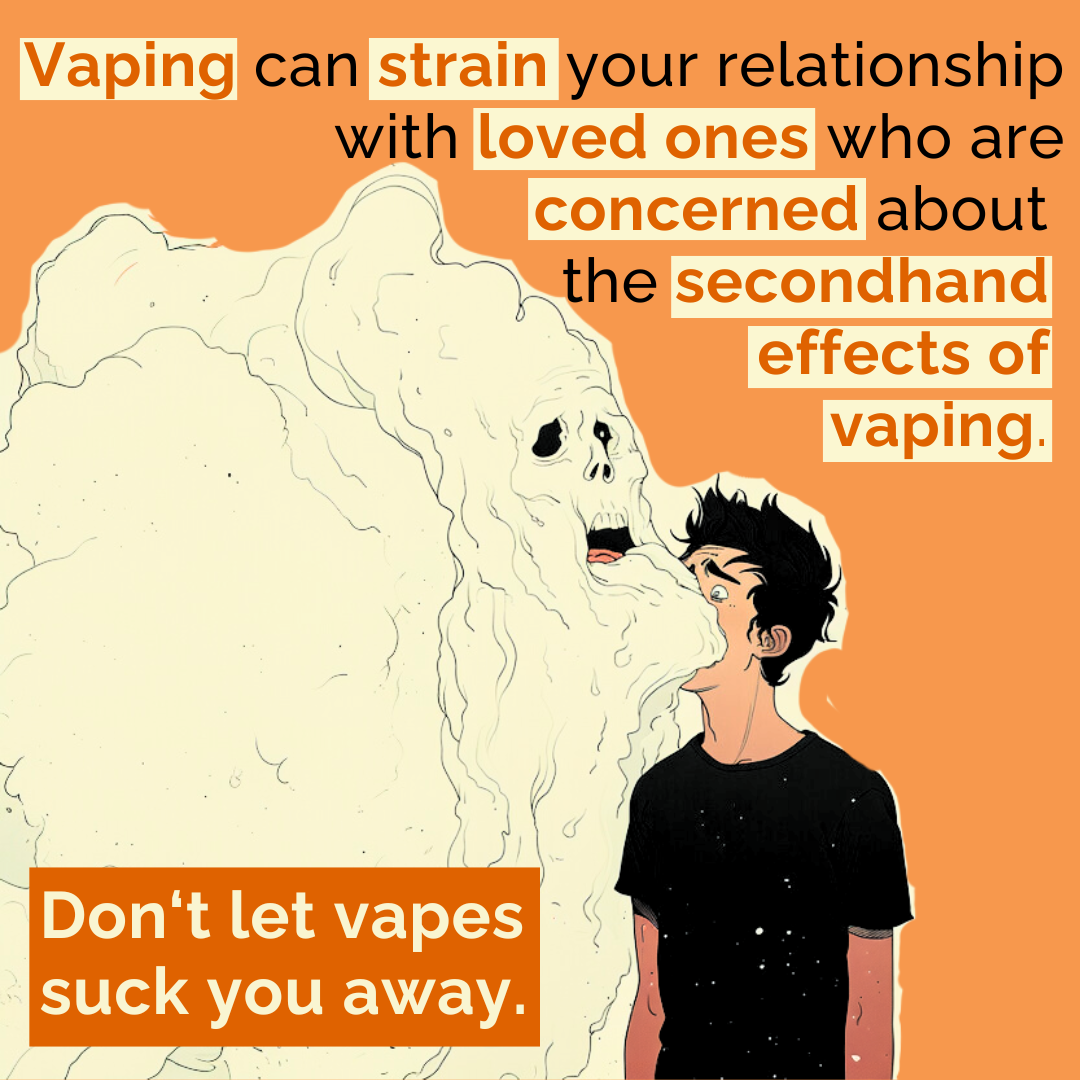 Vaping can strain your relationship
with loved ones who are
concerned about
the secondhand
effects of
vaping.
Don‘t let vapes
suck you away.